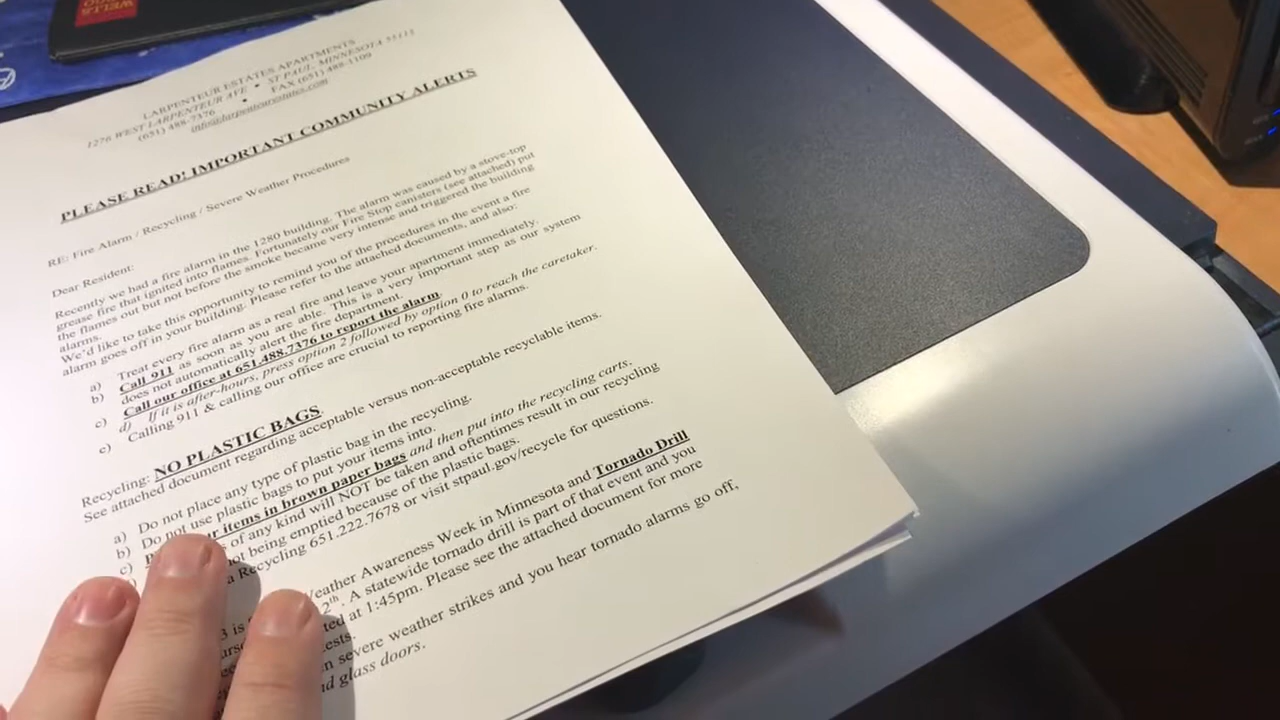 WELLS
LARPENTEUR ESTATES APARTMENTS
1276 WEST LARPENTEUR AVE • ST PAUL, MINNESOTA 55113
(651) 488-7376 • FAX (651) 488-1109
info@larpenteurestates.com
PLEASE READ! IMPORTANT COMMUNITY ALERTS
RE: Fire Alarm / Recycling / Severe Weather Procedures
Dear Resident:
Recently we had a fire alarm in the 1280 building. The alarm was caused by a stove-top
grease fire that ignited into flames. Fortunately our Fire Stop canisters (see attached) put
the flames out but not before the smoke became very intense and triggered the building
alarms.
We'd like to take this opportunity to remind you of the procedures in the event a fire
alarm goes off in your building. Please refer to the attached documents, and also:
a) Treat every fire alarm as a real fire and leave your apartment immediately.
b) Call 911 as soon as you are able. This is a very important step as our system
does not automatically alert the fire department.
c) Call our office at 651.488.7376 to report the alarm.
d) If it is after-hours, press option 2 followed by option 0 to reach the caretaker.
c) Calling 911 & calling our office are crucial to reporting fire alarms.
Recycling: NO PLASTIC BAGS.
See attached document regarding acceptable versus non-acceptable recyclable items.
a) Do not place any type of plastic bag in the recycling.
b) Do not use plastic bags to put your items into.
c) items in brown paper bags and then put into the recycling carts.
of any kind will NOT be taken and oftentimes result in our recycling
not being emptied because of the plastic bags.
Recycling 651.222.7678 or visit stpaul.gov/recycle for questions.
eather Awareness Week in Minnesota and Tornado Drill
2th. A statewide tornado drill is part of that event and you
ted at 1:45pm. Please see the attached document for more
ests.
n severe weather strikes and you hear tornado alarms go off,
nd glass doors.